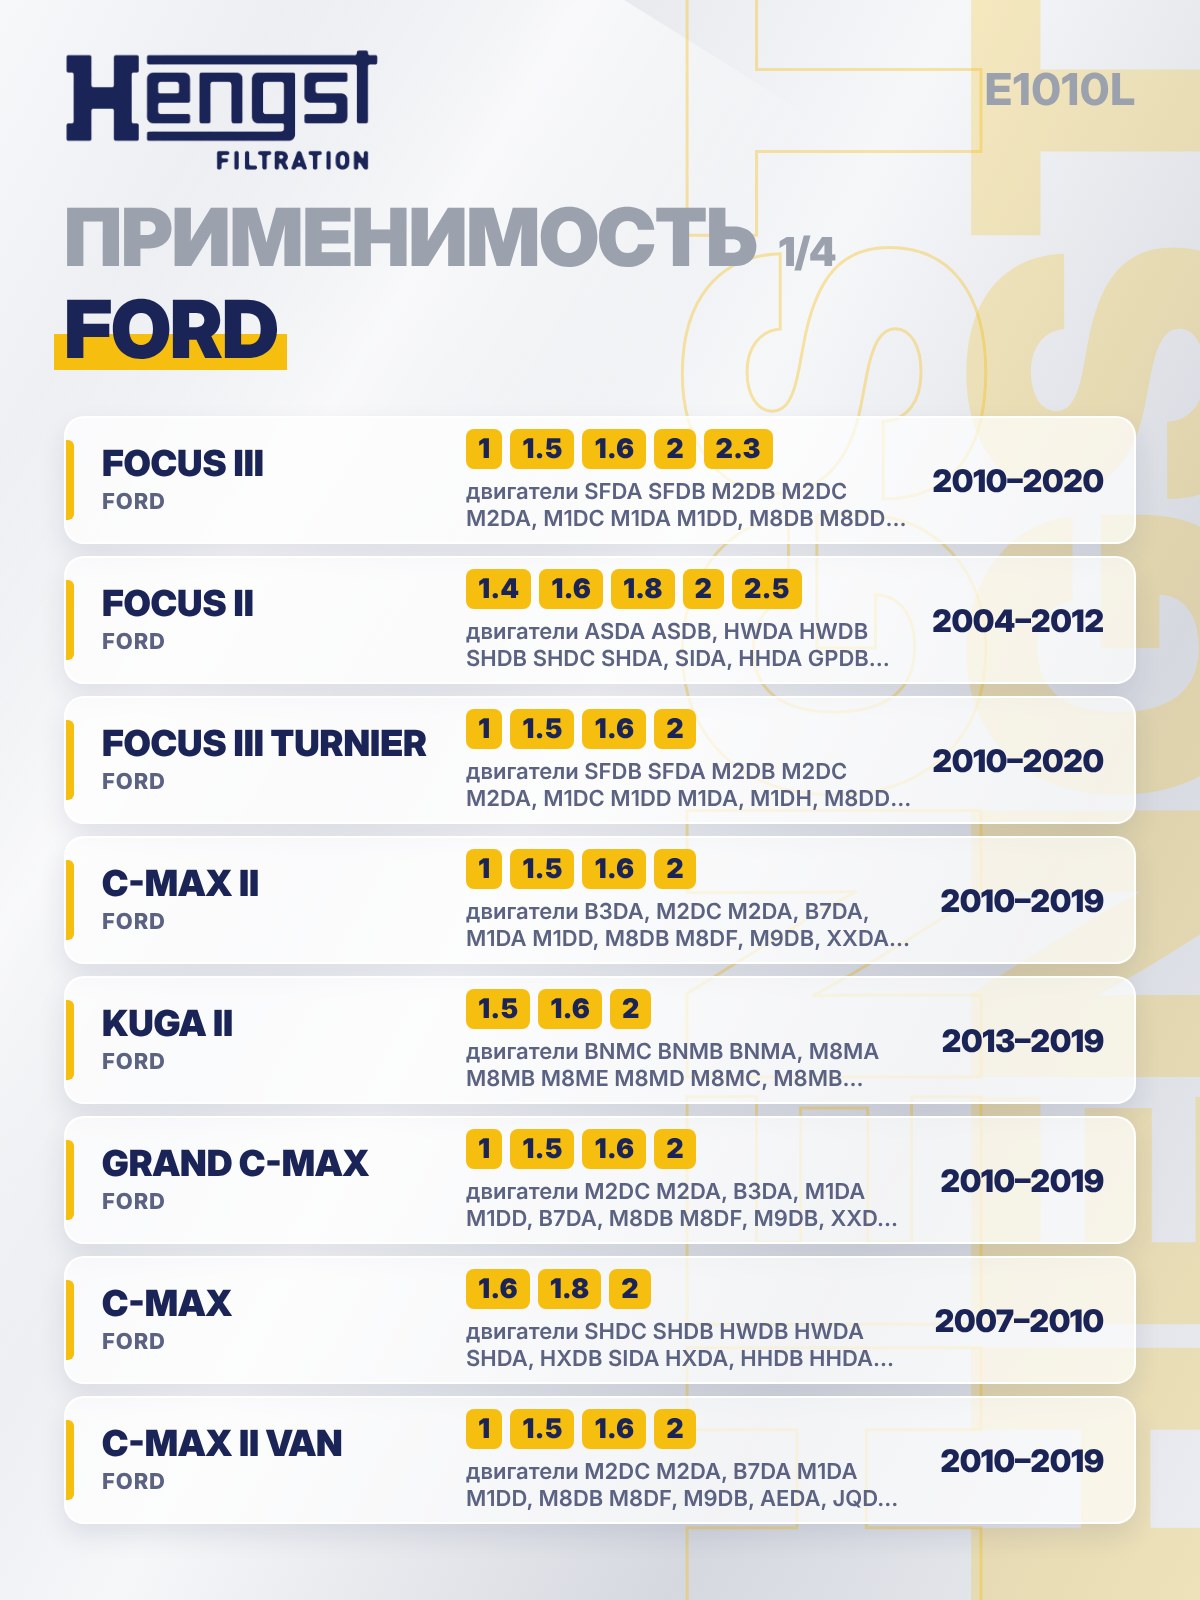 Hengst
FILTRATION
E1010L
ПРИМЕНИМОСТЬ 1/4
FORD
FOCUS III
FORD
1 1.5 1.6 2 2.3
двигатели SFDA SFDB M2DB M2DC
M2DA, M1DC M1DA M1DD, M8DB M8DD...
2010–2020
FOCUS II
FORD
1.4 1.6 1.8 2 2.5
двигатели ASDA ASDB, HWDA HWDB
SHDB SHDC SHDA, SIDA, HHDA GPDB...
2004–2012
FOCUS III TURNIER
FORD
1 1.5 1.6 2
двигатели SFDB SFDA M2DB M2DC
M2DA, M1DC M1DD M1DA, M1DH, M8DD...
2010–2020
C-MAX II
FORD
1 1.5 1.6 2
двигатели B3DA, M2DC M2DA, B7DA,
M1DA M1DD, M8DB M8DF, M9DB, XXDA...
2010–2019
KUGA II
FORD
1.5 1.6 2
двигатели BNMC BNMB BNMA, M8MA
M8MB M8ME M8MD M8MC, M8MB...
2013–2019
GRAND C-MAX
FORD
1 1.5 1.6 2
двигатели M2DC M2DA, B3DA, M1DA
M1DD, B7DA, M8DB M8DF, M9DB, XXD...
2010–2019
C-MAX
FORD
1.6 1.8 2
двигатели SHDC SHDB HWDB HWDA
SHDA, HXDB SIDA HXDA, HHDB HHDA...
2007–2010
C-MAX II VAN
FORD
1 1.5 1.6 2
двигатели M2DC M2DA, B7DA M1DA
M1DD, M8DB M8DF, M9DB, AEDA, JQD...
2010–2019
HENGST
HENGST